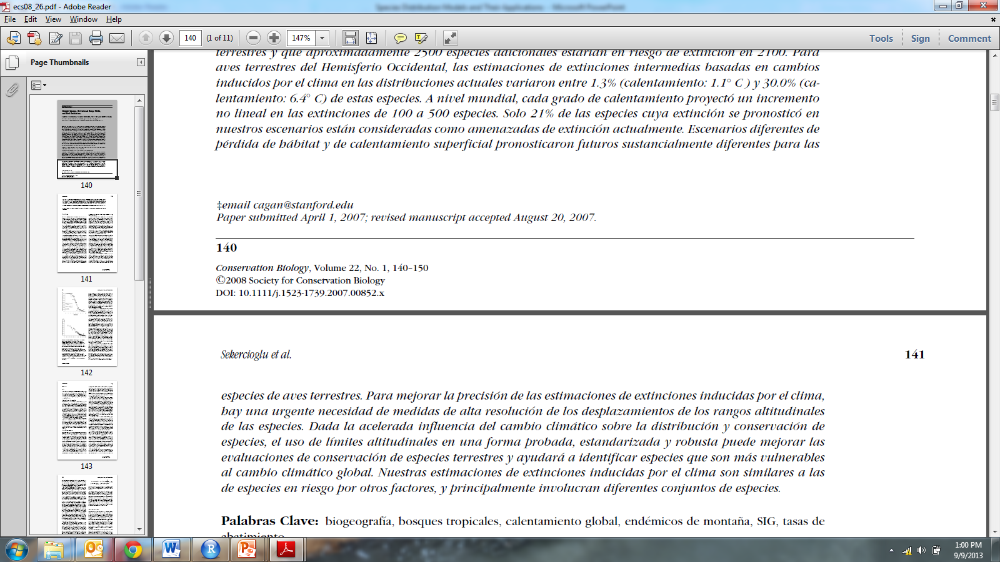 ecs08_26.pdf - Adobe Reader
Species Distribution Models and Their Applications - Microsoft PowerPoint
File Edit View Window Help
140 (1 of 11) 147% Tools Sign Comment
Page Thumbnails
140
141
142
143
terrestres y que aproximadamente 2500 especies adicionales estarían en riesgo de extinción en 2100. Para
aves terrestres del Hemisferio Occidental, las estimaciones de extinciones intermedias basadas en cambios
inducidos por el clima en las distribuciones actuales variaron entre 1.3% (calentamiento: 1.1° C ) y 30.0% (ca-
lentamiento: 6.4° C) de estas especies. A nivel mundial, cada grado de calentamiento proyectó un incremento
no lineal en las extinciones de 100 a 500 especies. Solo 21% de las especies cuya extinción se pronosticó en
nuestros escenarios están consideradas como amenazadas de extinción actualmente. Escenarios diferentes de
pérdida de hábitat y de calentamiento superficial pronosticaron futuros sustancialmente diferentes para las
‡email cagan@stanford.edu
Paper submitted April 1, 2007; revised manuscript accepted August 20, 2007.
140
Conservation Biology, Volume 22, No. 1, 140–150
©2008 Society for Conservation Biology
DOI: 10.1111/j.1523-1739.2007.00852.x
Sekercioglu et al. 141
especies de aves terrestres. Para mejorar la precisión de las estimaciones de extinciones inducidas por el clima,
hay una urgente necesidad de medidas de alta resolución de los desplazamientos de los rangos altitudinales
de las especies. Dada la acelerada influencia del cambio climático sobre la distribución y conservación de
especies, el uso de límites altitudinales en una forma probada, estandarizada y robusta puede mejorar las
evaluaciones de conservación de especies terrestres y ayudará a identificar especies que son más vulnerables
al cambio climático global. Nuestras estimaciones de extinciones inducidas por el clima son similares a las
de especies en riesgo por otros factores, y principalmente involucran diferentes conjuntos de especies.
Palabras Clave: biogeografía, bosques tropicales, calentamiento global, endémicos de montaña, SIG, tasas de
abatimiento
1:00 PM
9/9/2013